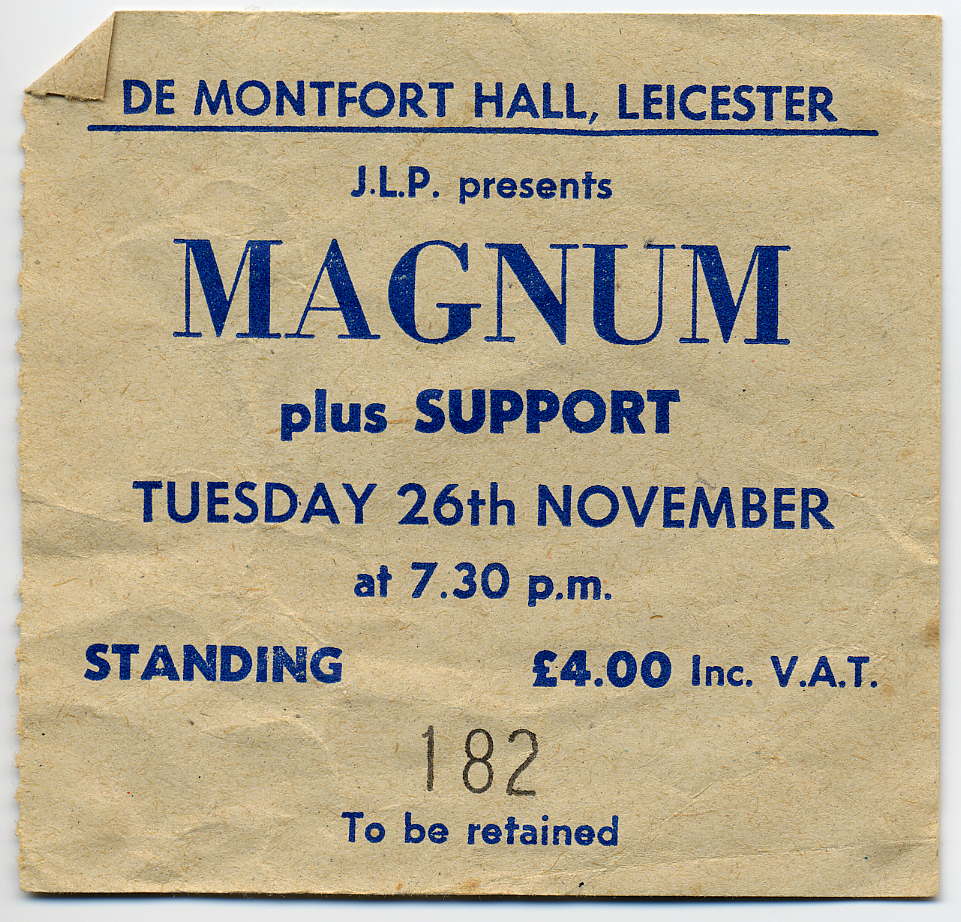 DE MONTFORT HALL, LEICESTER
J.L.P. presents
MAGNUM
plus SUPPORT
TUESDAY 26th NOVEMBER
at 7.30 p.m.
STANDING £4.00 Inc. V.A.T.
182
To be retained